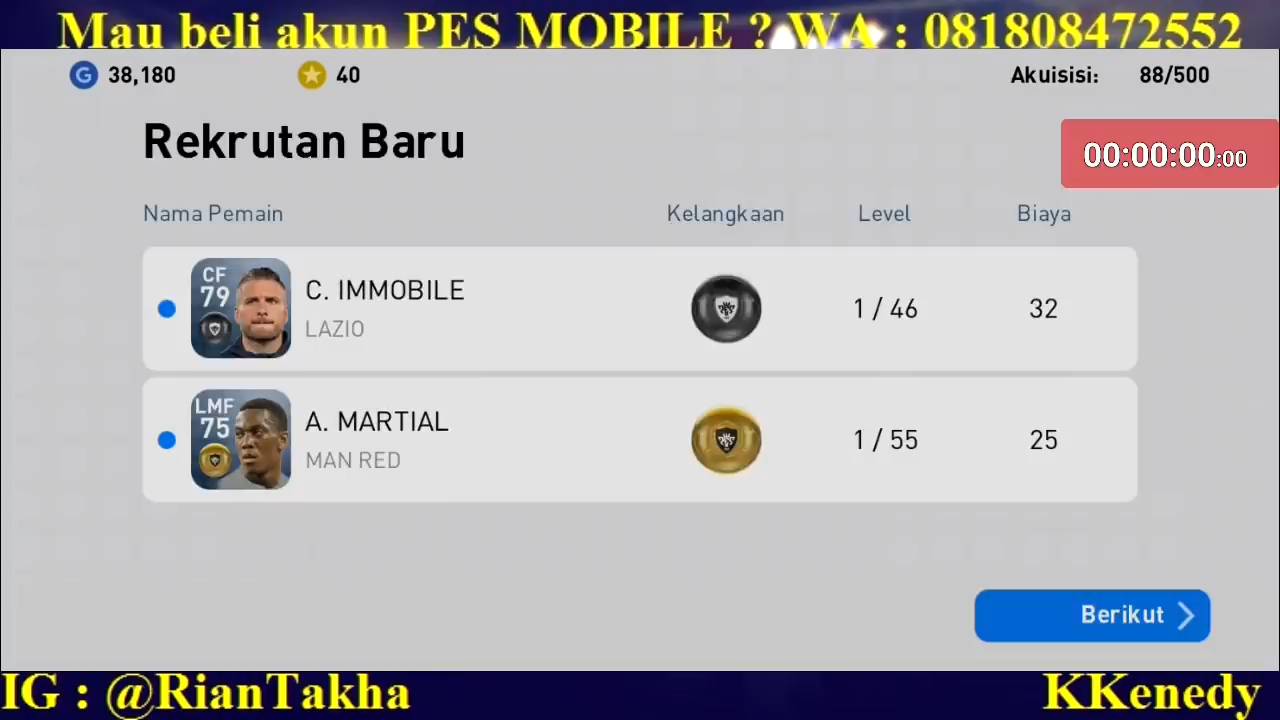 Mau beli akun PES MOBILE ? WA : 081808472552
G 38,180 40 Akuisisi: 88/500
Rekrutan Baru
00:00:00:00
Nama Pemain Kelangkaan Level Biaya
CF
79
C. IMMOBILE
LAZIO
1 / 46 32
LMF
75
A. MARTIAL
MAN RED
1 / 55 25
Berikut
IG : @RianTakha KKenedy